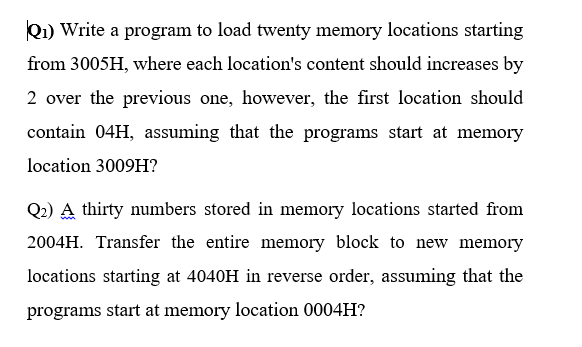 Q1) Write a program to load twenty memory locations starting
from 3005H, where each location's content should increases by
2 over the previous one, however, the first location should
contain 04H, assuming that the programs start at memory
location 3009H?
Q2) A thirty numbers stored in memory locations started from
2004H. Transfer the entire memory block to new memory
locations starting at 4040H in reverse order, assuming that the
programs start at memory location 0004H?